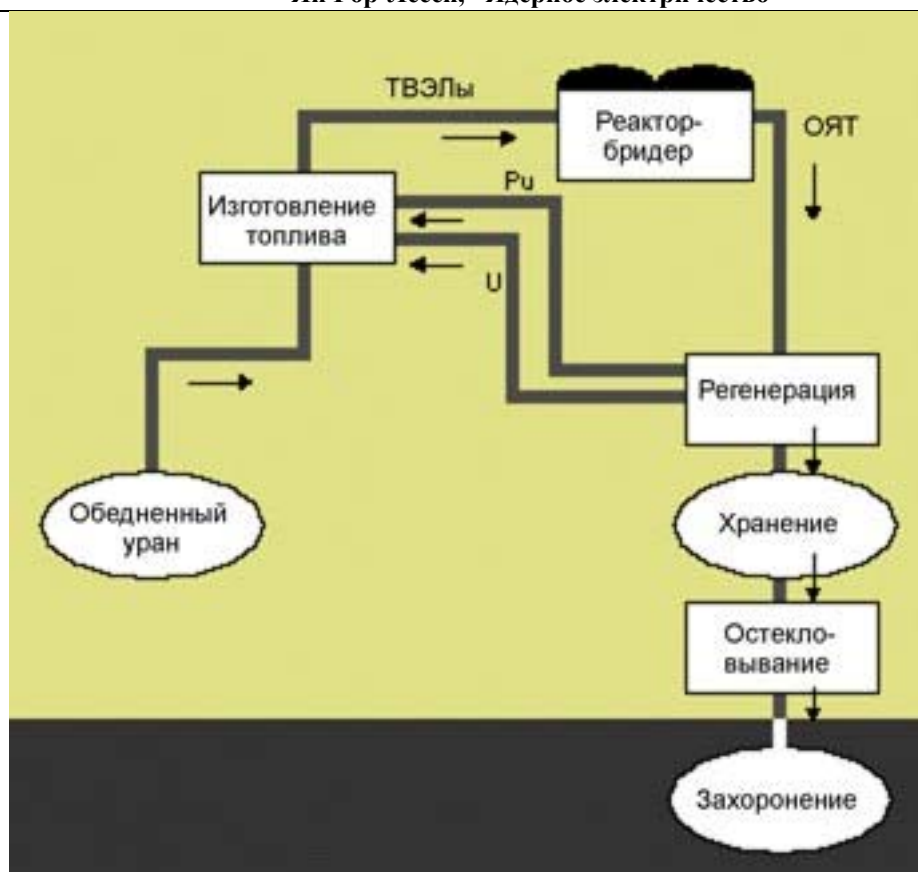 ТВЭЛы
Реактор-
бридер
ОЯТ
Pu
Изготовление
топлива
U
Регенерация
Обедненный
уран
Хранение
Остекло-
вывание
Захоронение